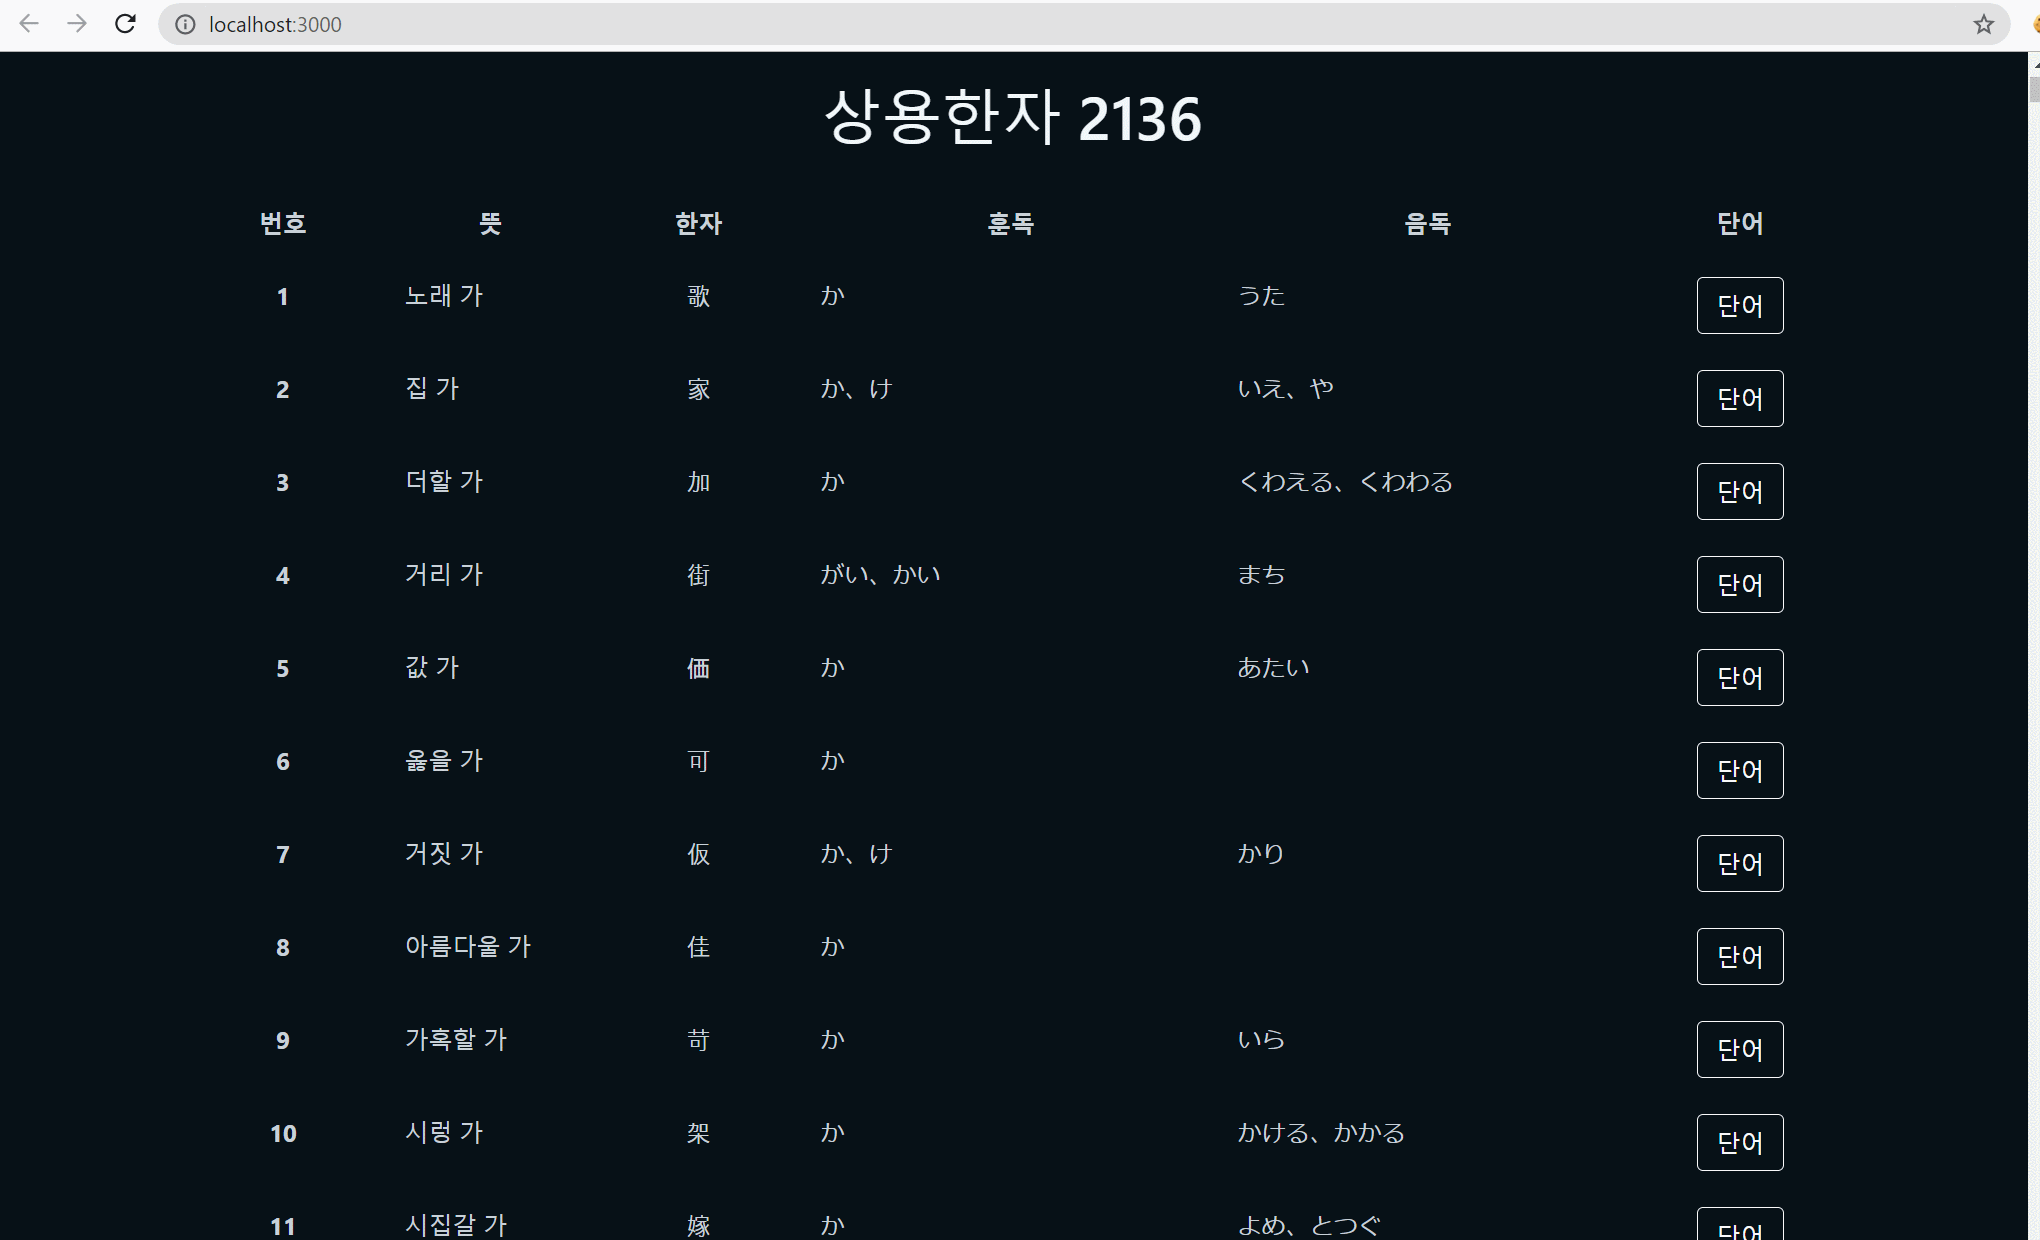 localhost:3000
상용한자 2136
번호 뜻 한자 훈독 음독 단어
1 노래 가 歌 か うた 단어
2 집 가 家 か、け いえ、や 단어
3 더할 가 加 か くわえる、くわわる 단어
4 거리 가 街 がい、かい まち 단어
5 값 가 価 か あたい 단어
6 옳을 가 可 か 단어
7 거짓 가 仮 か、け かり 단어
8 아름다울 가 佳 か 단어
9 가혹할 가 苛 か いら 단어
10 시렁 가 架 か かける、かかる 단어
11 시집갈 가 嫁 か よめ、とつぐ 단어